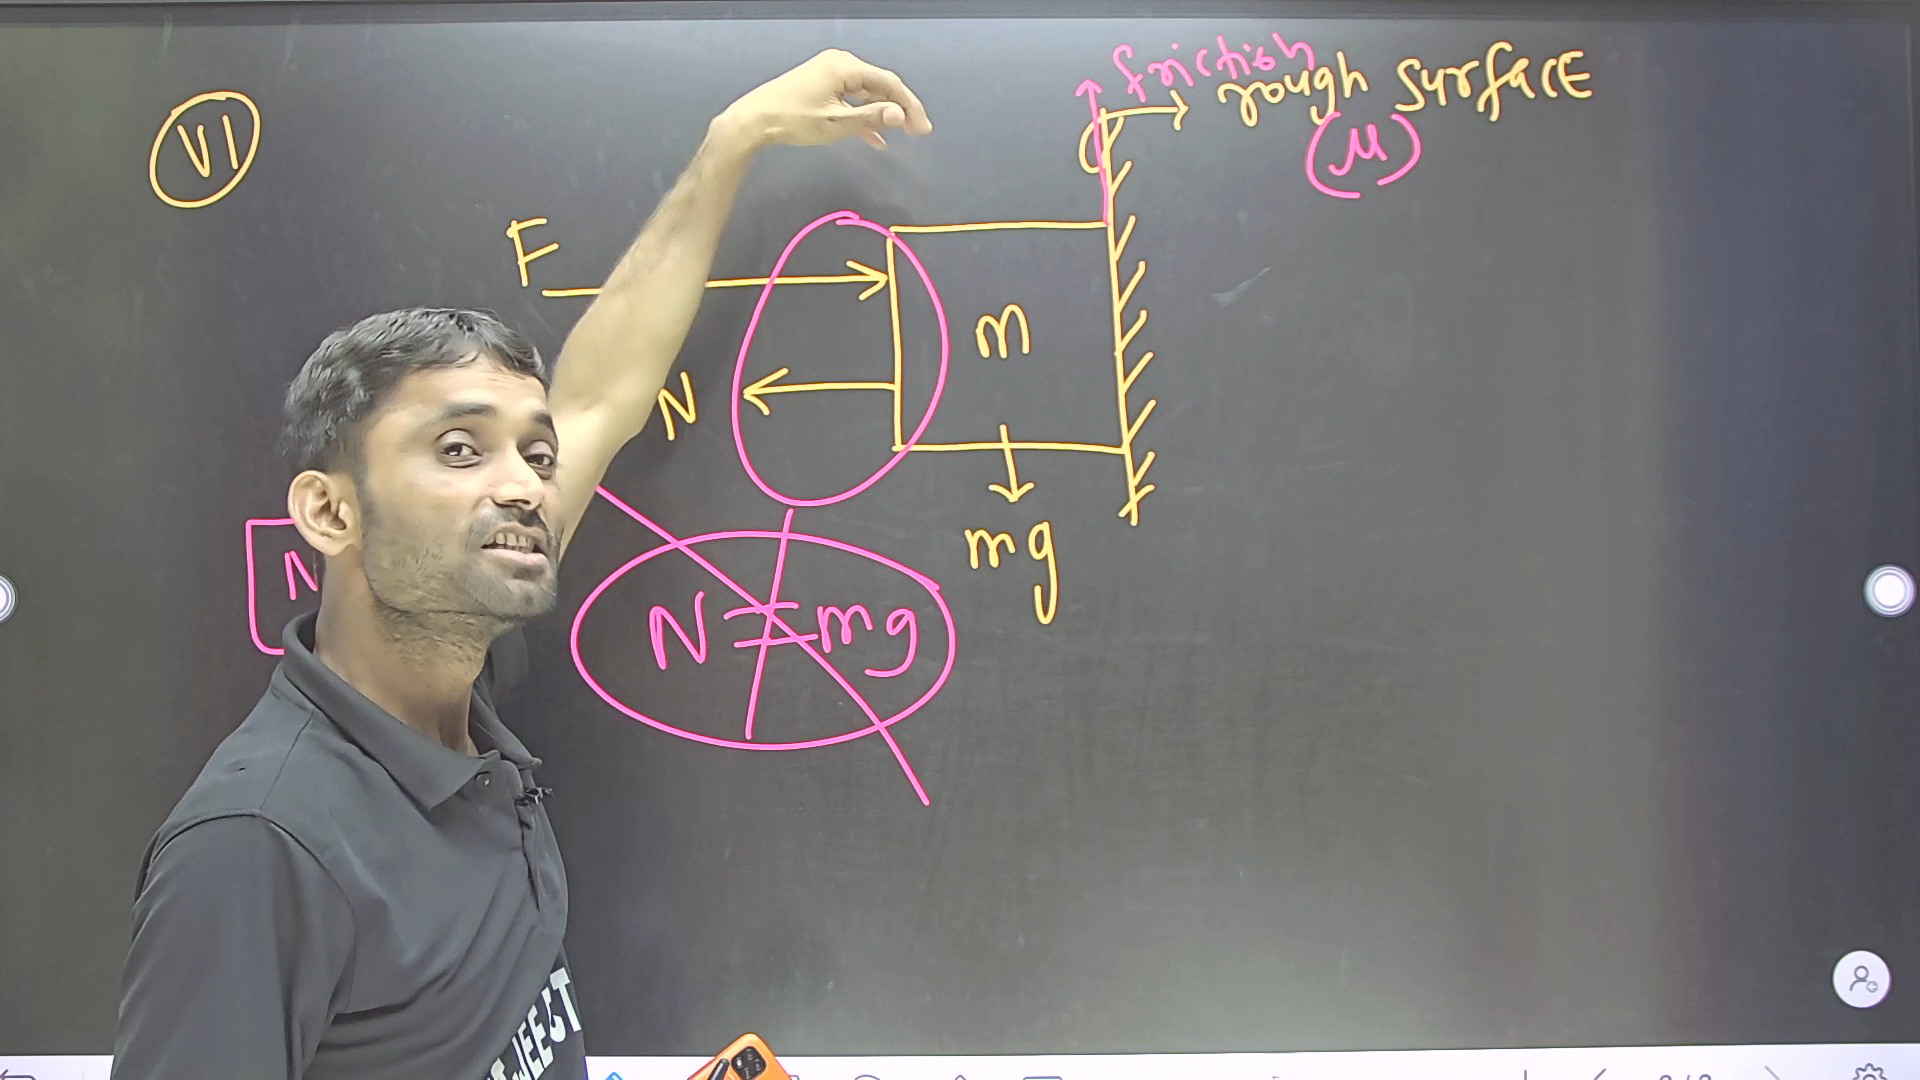 VI
friction
rough surface
(μ)
F
m
N
mg
N
N = mg